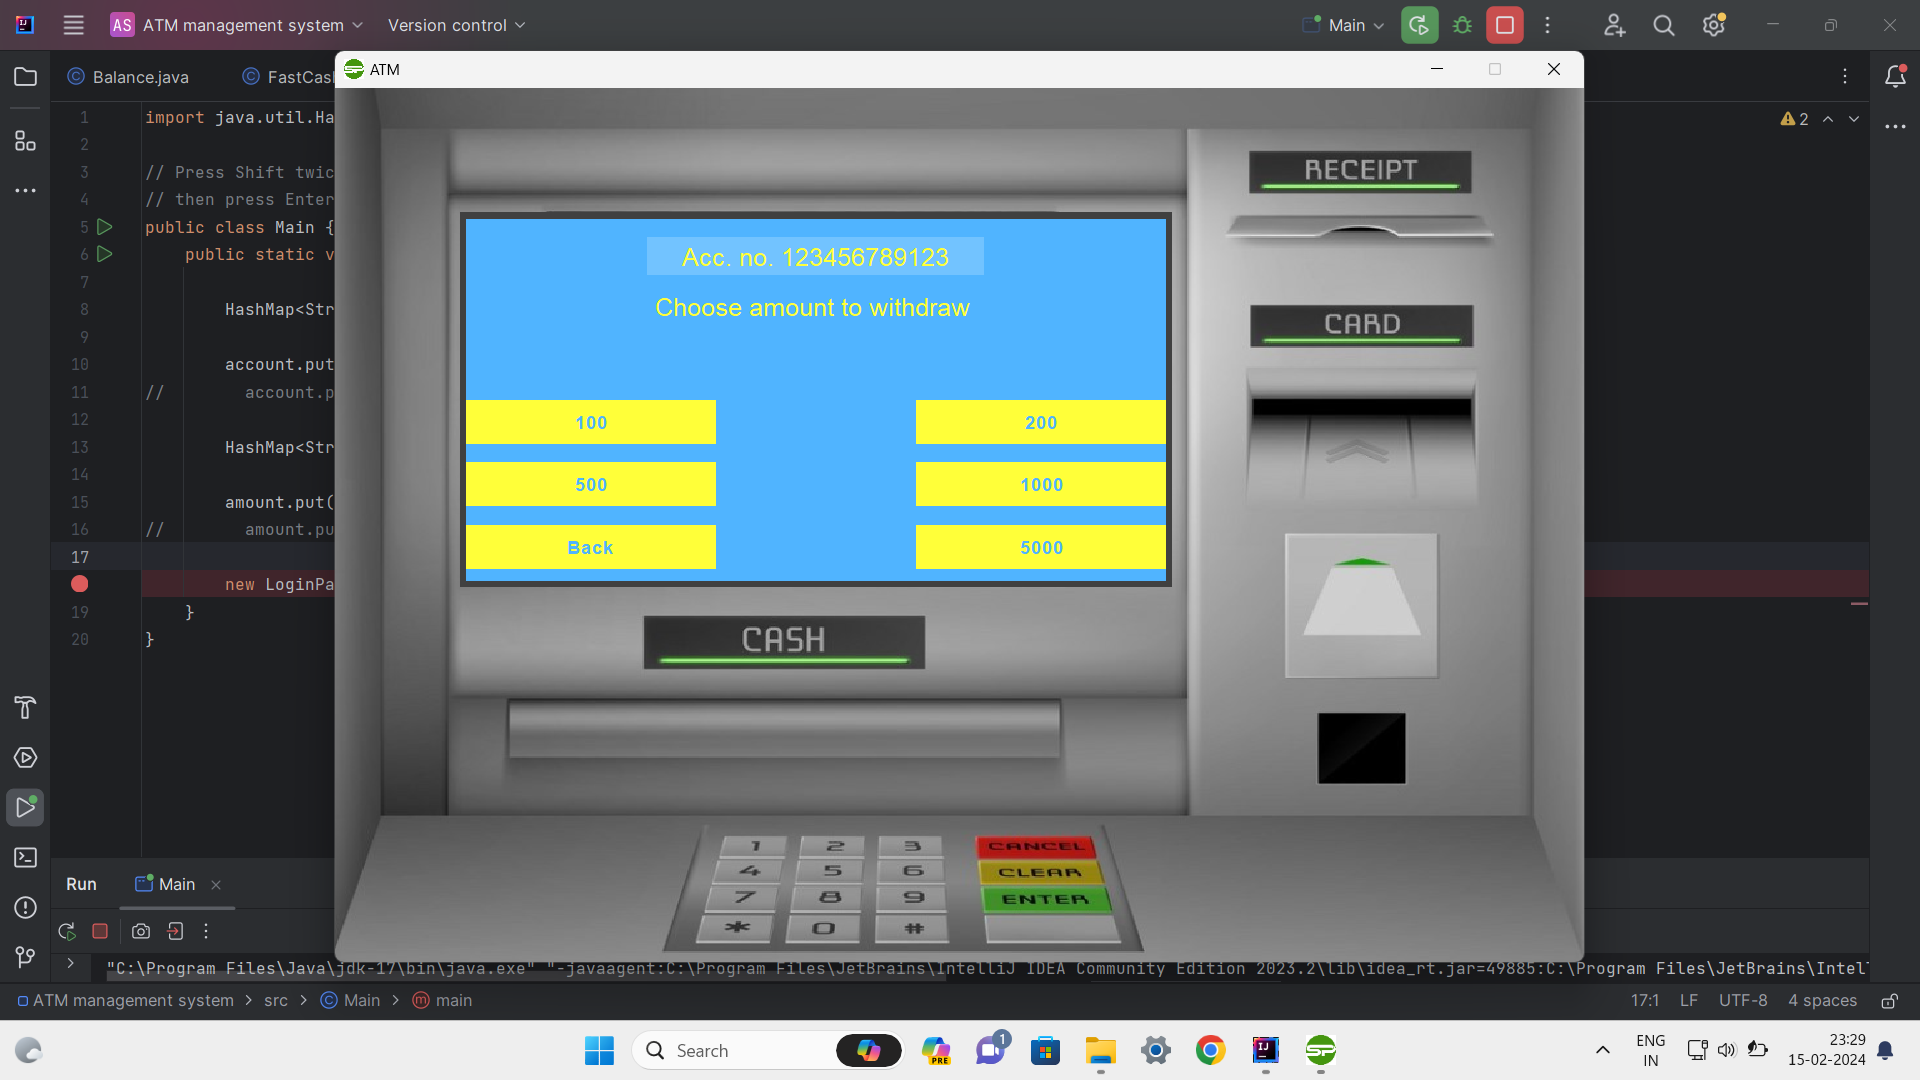 AS ATM management system Version control Main
Balance.java FastCas
ATM
1 import java.util.Ha
2
3 // Press Shift twic
4 // then press Enter
5 public class Main {
6 public static v
7
8 HashMap<Str
9
10 account.put
11 // account.p
12
13 HashMap<Str
14
15 amount.put(
16 // amount.pu
17
new LoginPa
19 }
20 }
2
RECEIPT
Acc. no. 123456789123
Choose amount to withdraw
CARD
100 200
500 1000
Back 5000
CASH
1 2 3 CANCEL
4 5 6 CLEAR
7 8 9 ENTER
* 0 #
Run Main
"C:\Program Files\Java\jdk-17\bin\java.exe" "-javaagent:C:\Program Files\JetBrains\IntelliJ IDEA Community Edition 2023.2\lib\idea_rt.jar=49885:C:\Program Files\JetBrains\Intel
ATM management system > src > Main > main 17:1 LF UTF-8 4 spaces
Search
PRE
1
IJ
SP
ENG
IN
23:29
15-02-2024